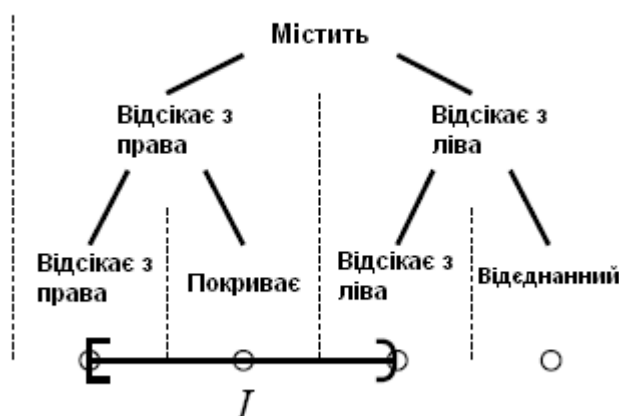 Містить
Відсікає з
права
Відсікає з
ліва
Відсікає з
права
Покриває
Відсікає з
ліва
Відєднанний
I